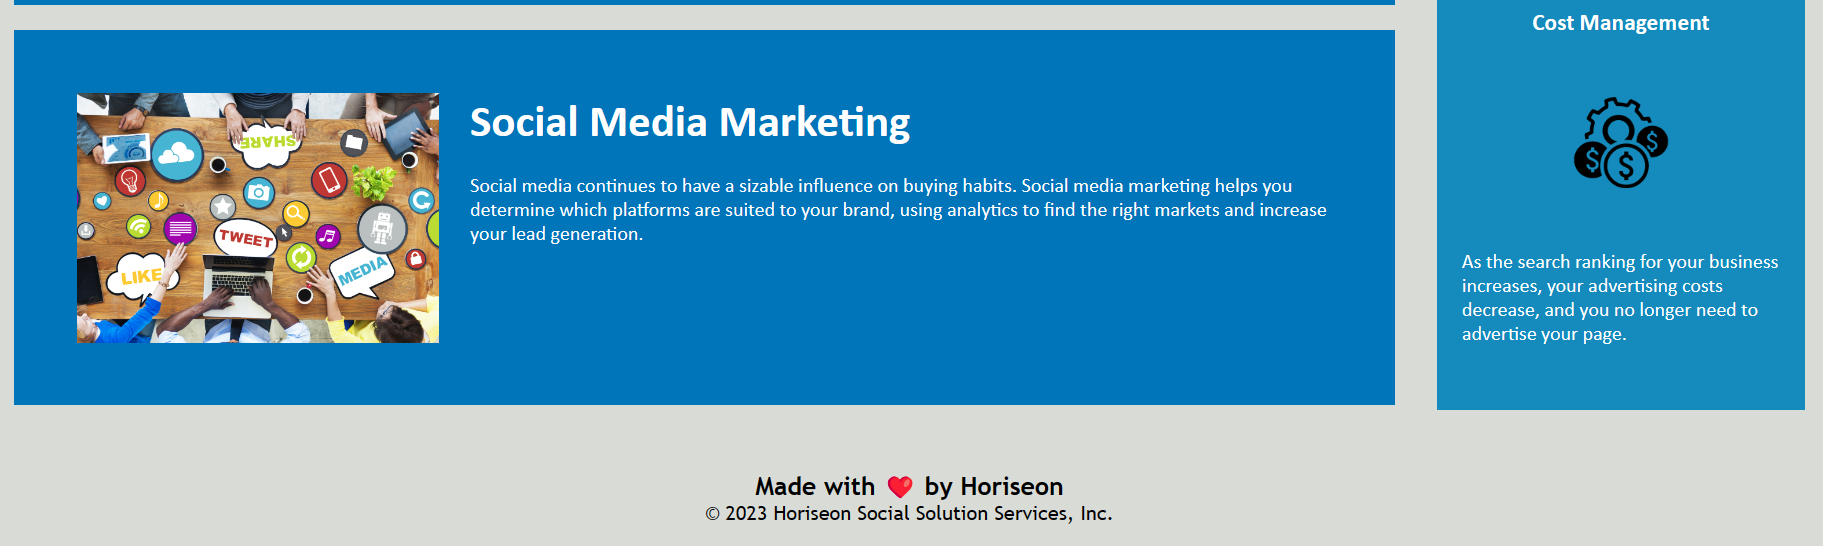 Social Media Marketing
Social media continues to have a sizable influence on buying habits. Social media marketing helps you
determine which platforms are suited to your brand, using analytics to find the right markets and increase
your lead generation.
SHARE
TWEET
LIKE
MEDIA
Cost Management
$
$
$
As the search ranking for your business
increases, your advertising costs
decrease, and you no longer need to
advertise your page.
Made with ❤️ by Horiseon
© 2023 Horiseon Social Solution Services, Inc.